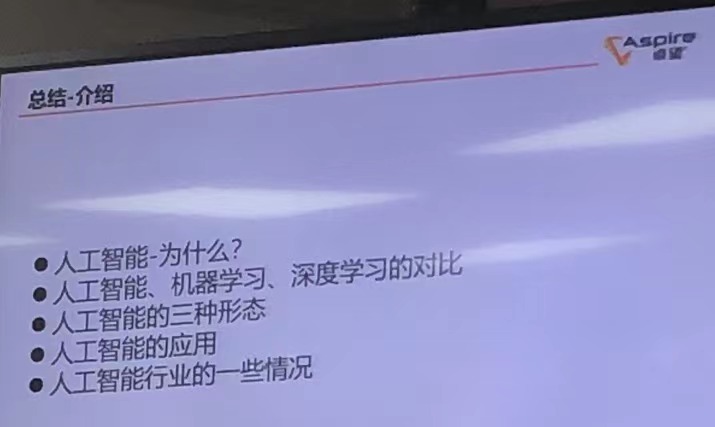 总结-介绍
Aspire
睿望
●人工智能-为什么?
●人工智能、机器学习、深度学习的对比
●人工智能的三种形态
●人工智能的应用
●人工智能行业的一些情况